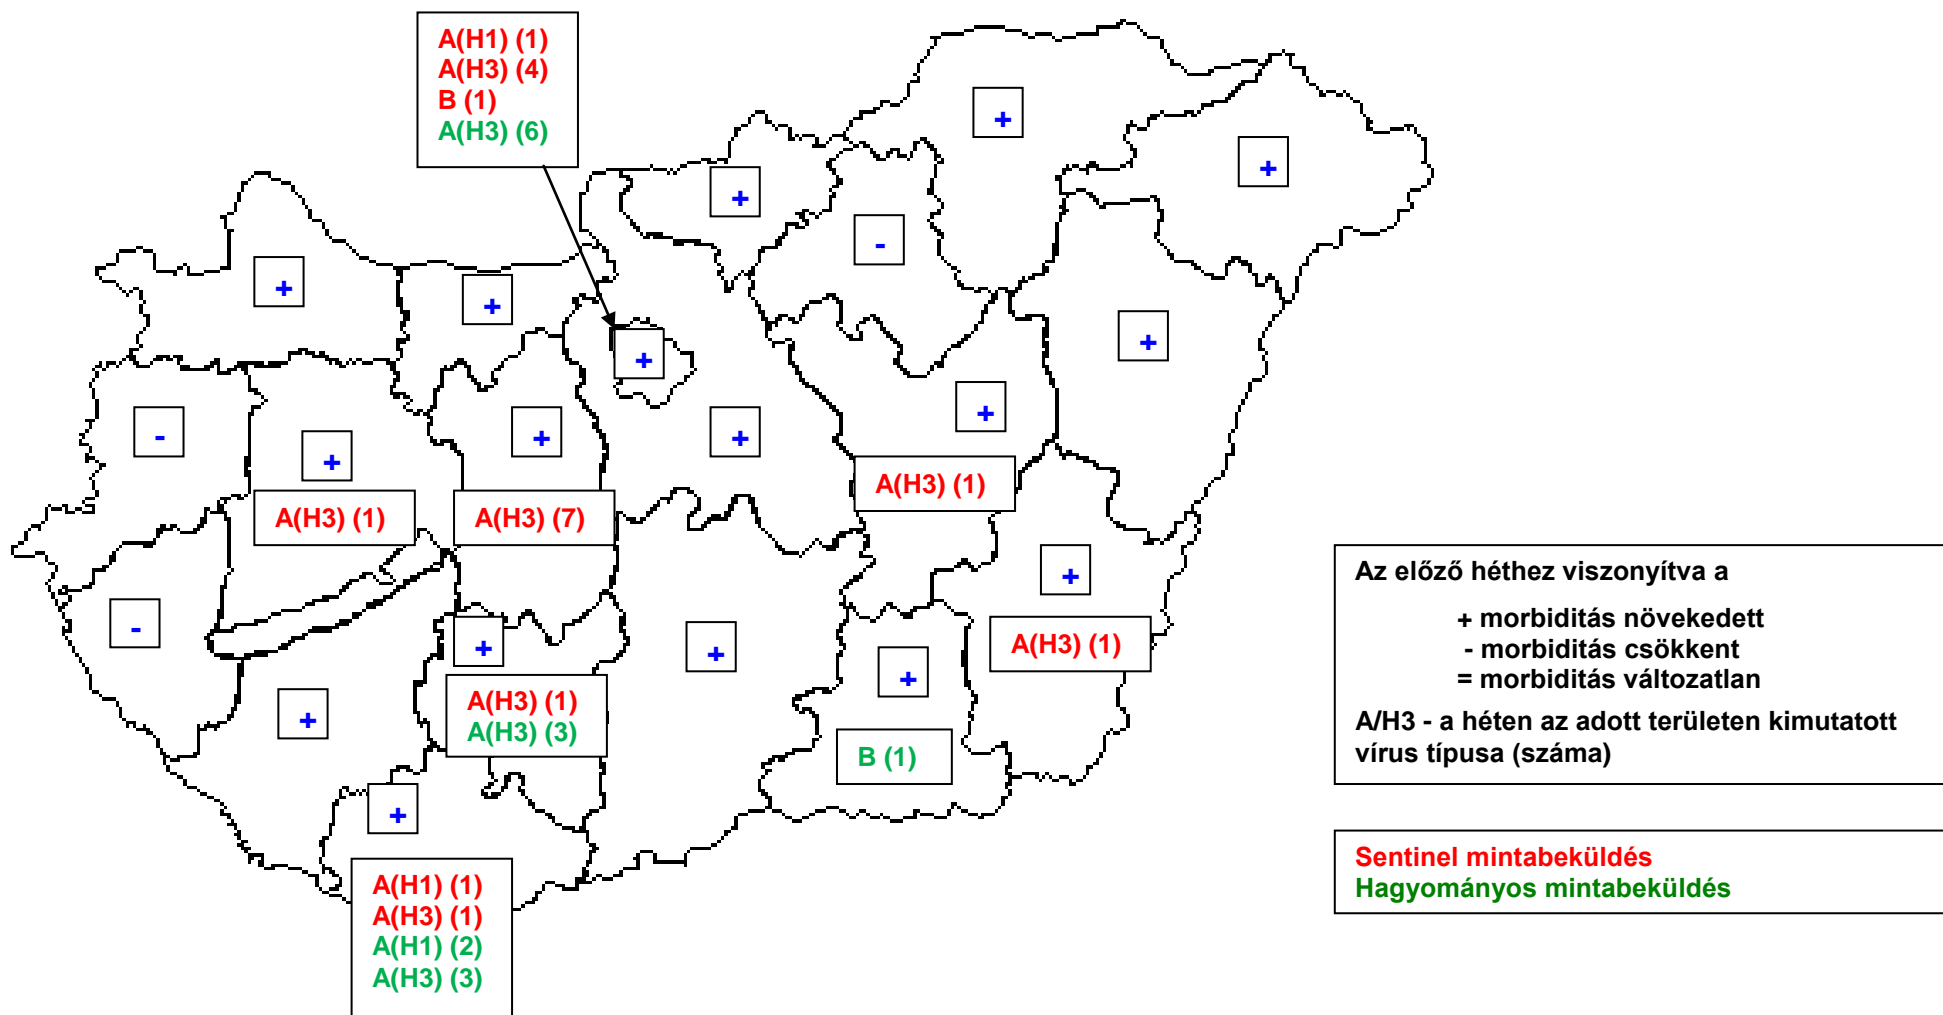 A(H1) (1)
A(H3) (4)
B (1)
A(H3) (6)
+
+
+
-
+
+
+
+
+
+
-
+
+
+
A(H3) (1)
A(H3) (1)
A(H3) (7)
+
A(H3) (1)
-
+
+
+
+
A(H3) (1)
A(H3) (3)
B (1)
+
A(H1) (1)
A(H3) (1)
A(H1) (2)
A(H3) (3)
Az előző héthez viszonyítva a
+ morbiditás növekedett
- morbiditás csökkent
= morbiditás változatlan
A/H3 - a héten az adott területen kimutatott
vírus típusa (száma)
Sentinel mintabeküldés
Hagyományos mintabeküldés